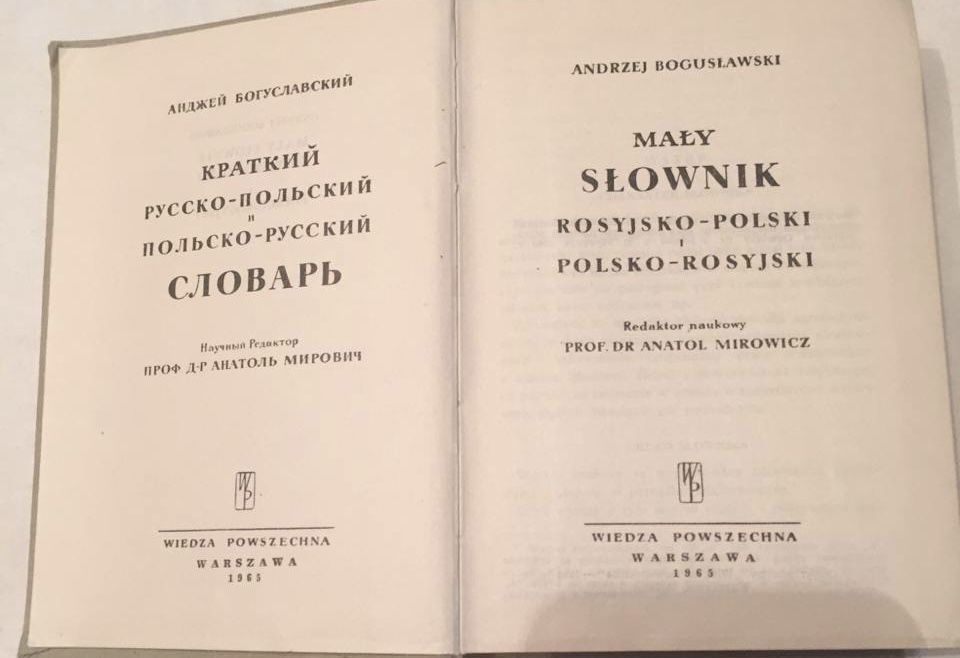 АНДЖЕЙ БОГУСЛАВСКИЙ
КРАТКИЙ
РУССКО-ПОЛЬСКИЙ
и
ПОЛЬСКО-РУССКИЙ
СЛОВАРЬ
Научный Редактор
ПРОФ Д-Р АНАТОЛЬ МИРОВИЧ
WP
WIEDZA POWSZECHNA
WARSZAWA
1965
ANDRZEJ BOGUSŁAWSKI
MAŁY
SŁOWNIK
ROSYJSKO-POLSKI
I
POLSKO-ROSYJSKI
Redaktor naukowy
PROF. DR ANATOL MIROWICZ
WP
WIEDZA POWSZECHNA
WARSZAWA
1965